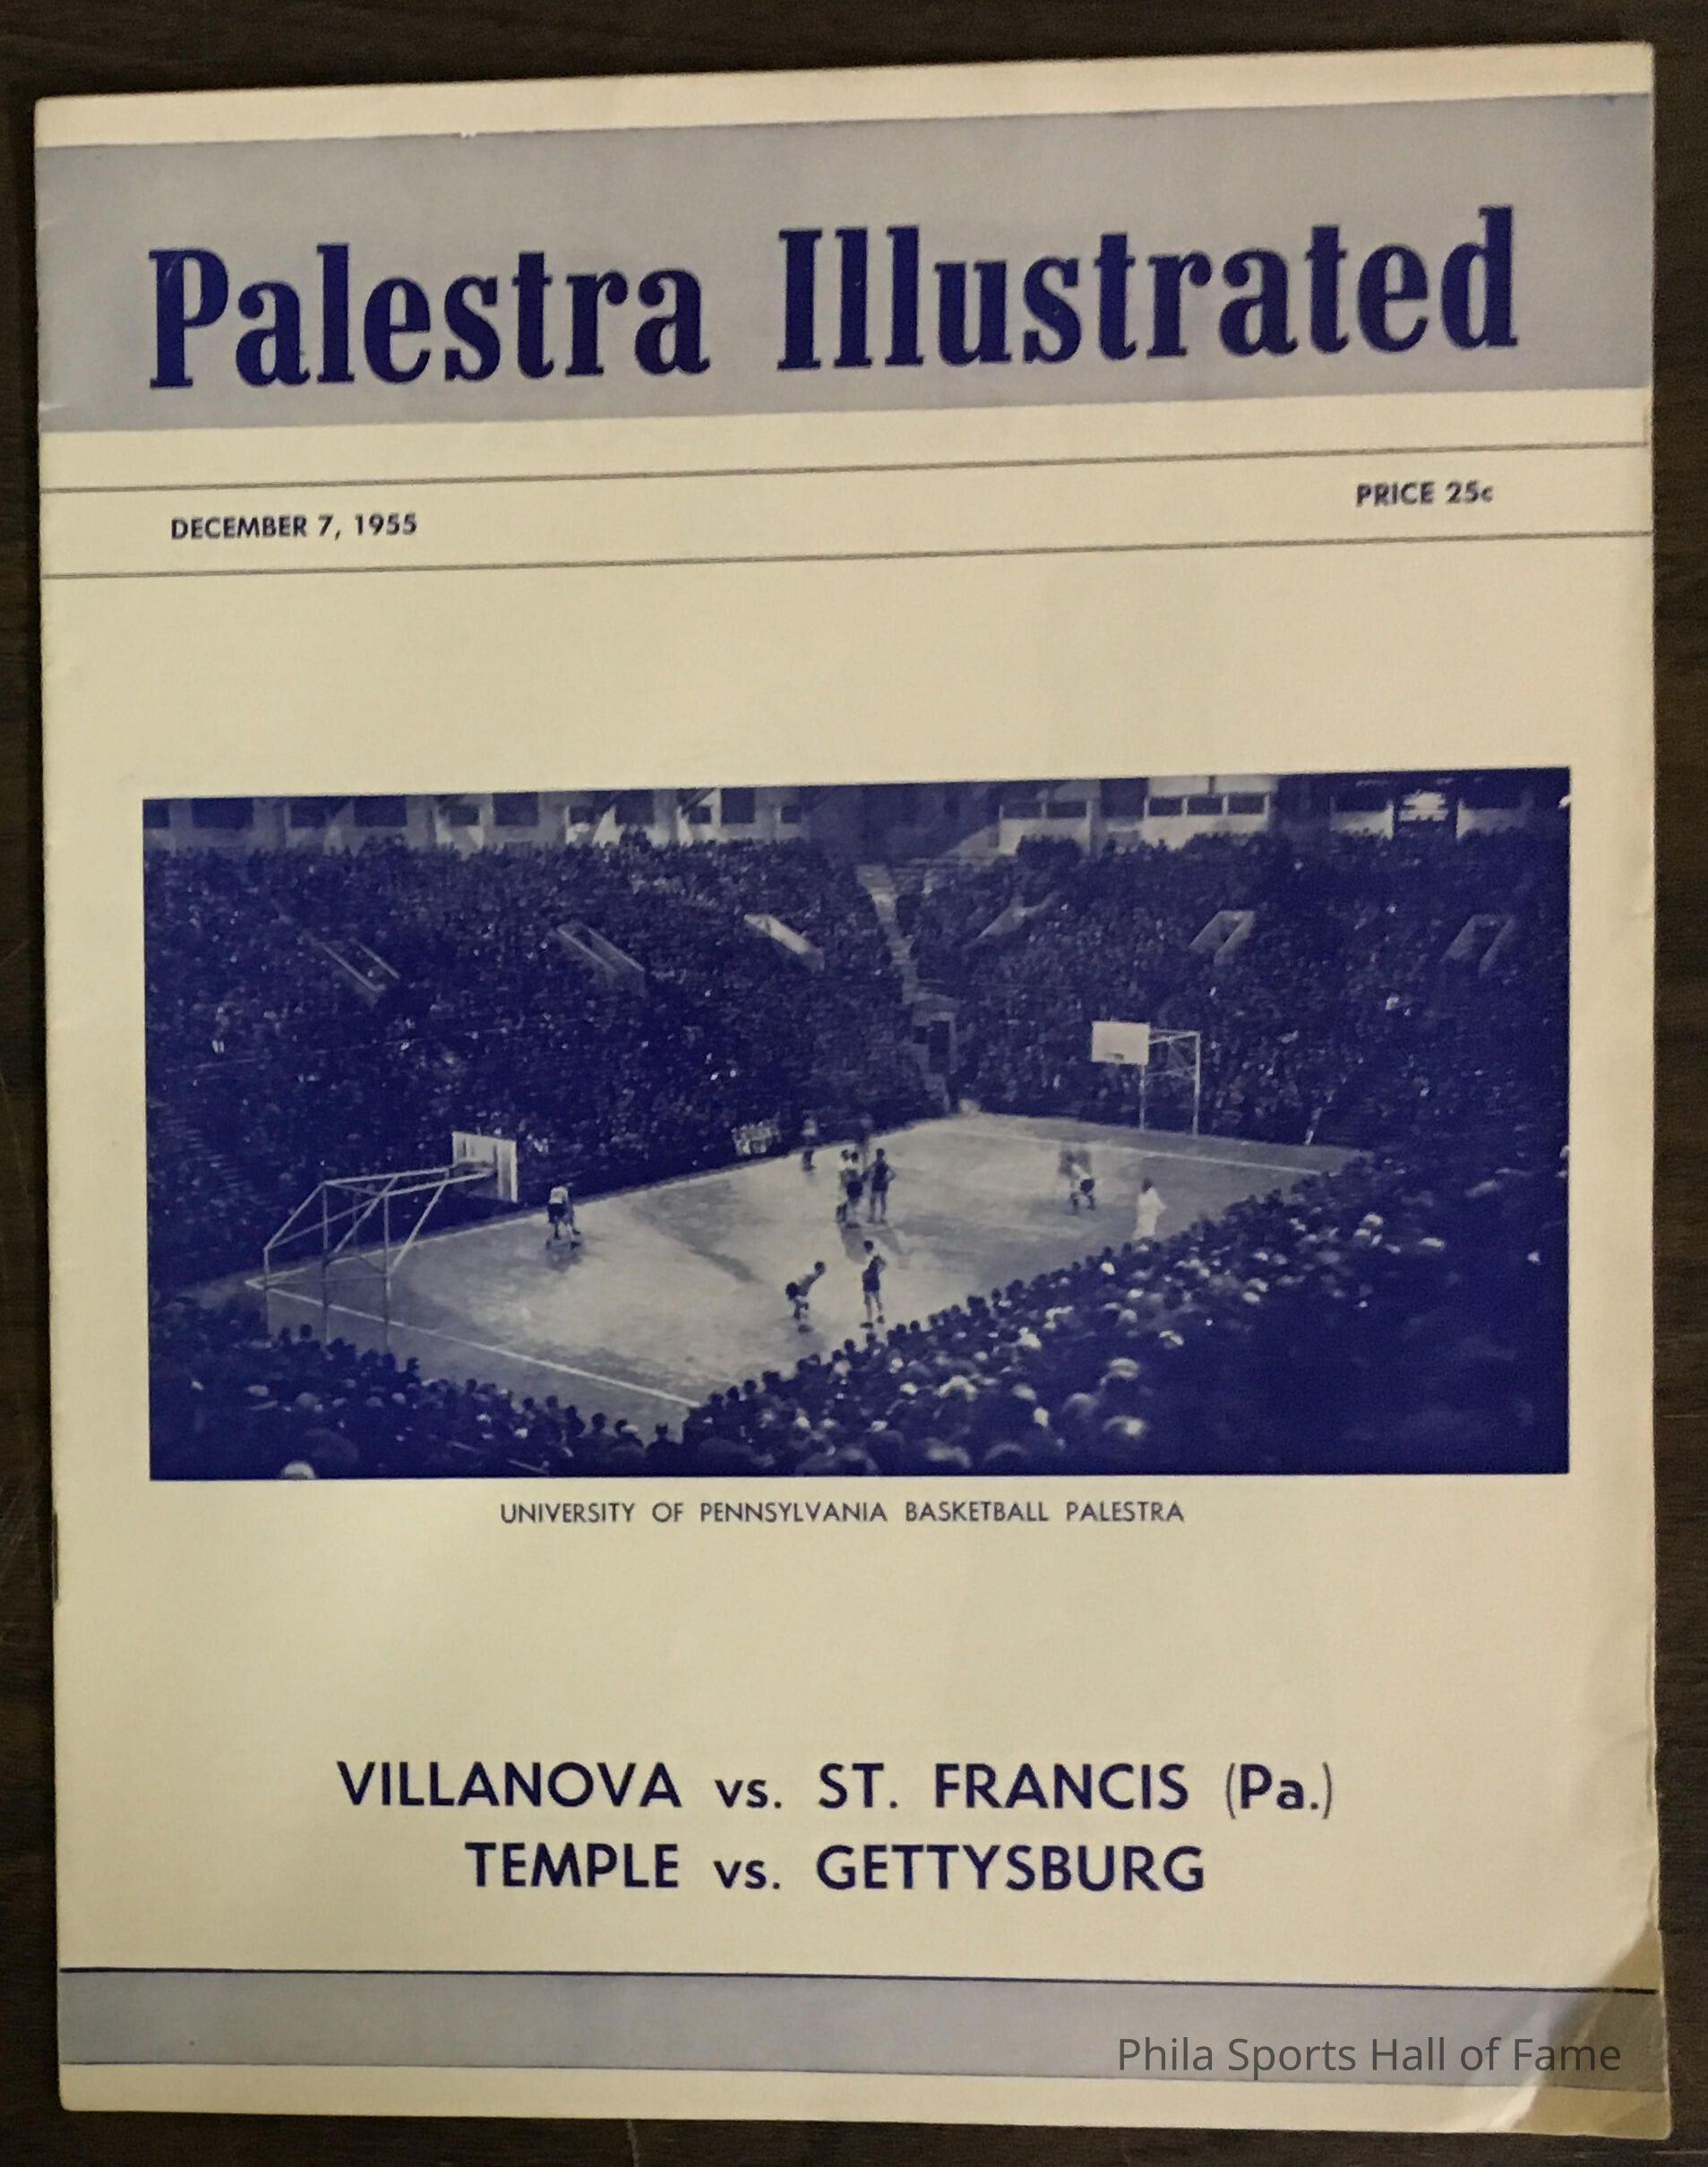 Palestra Illustrated
DECEMBER 7, 1955
PRICE 25c
UNIVERSITY OF PENNSYLVANIA BASKETBALL PALESTRA
VILLANOVA vs. ST. FRANCIS (Pa.)
TEMPLE vs. GETTYSBURG
Phila Sports Hall of Fame